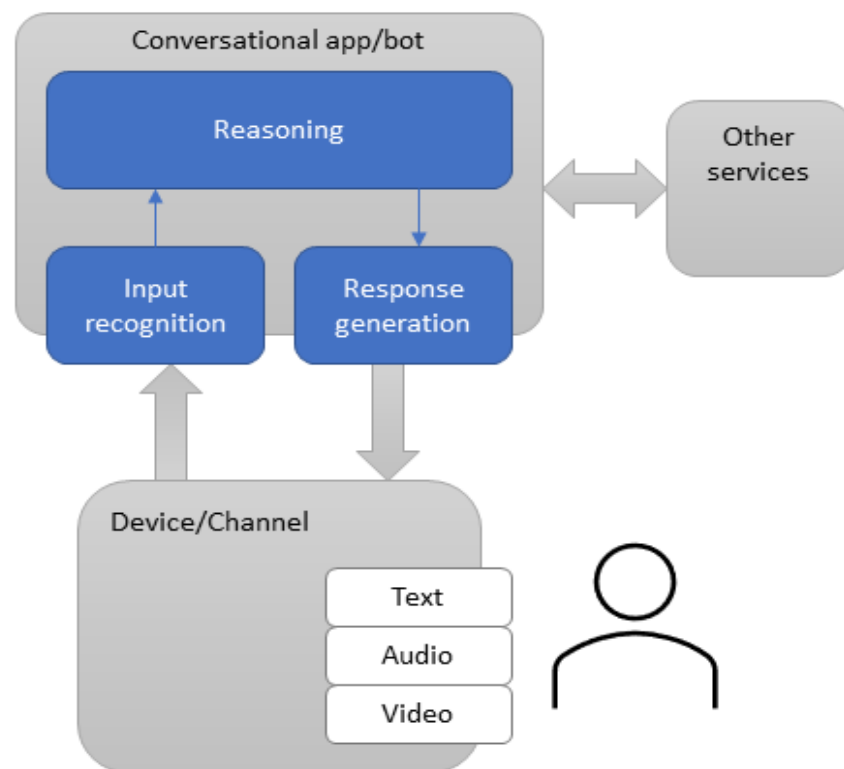 Conversational app/bot
Reasoning
Other
services
Input
recognition
Response
generation
Device/Channel
Text
Audio
Video